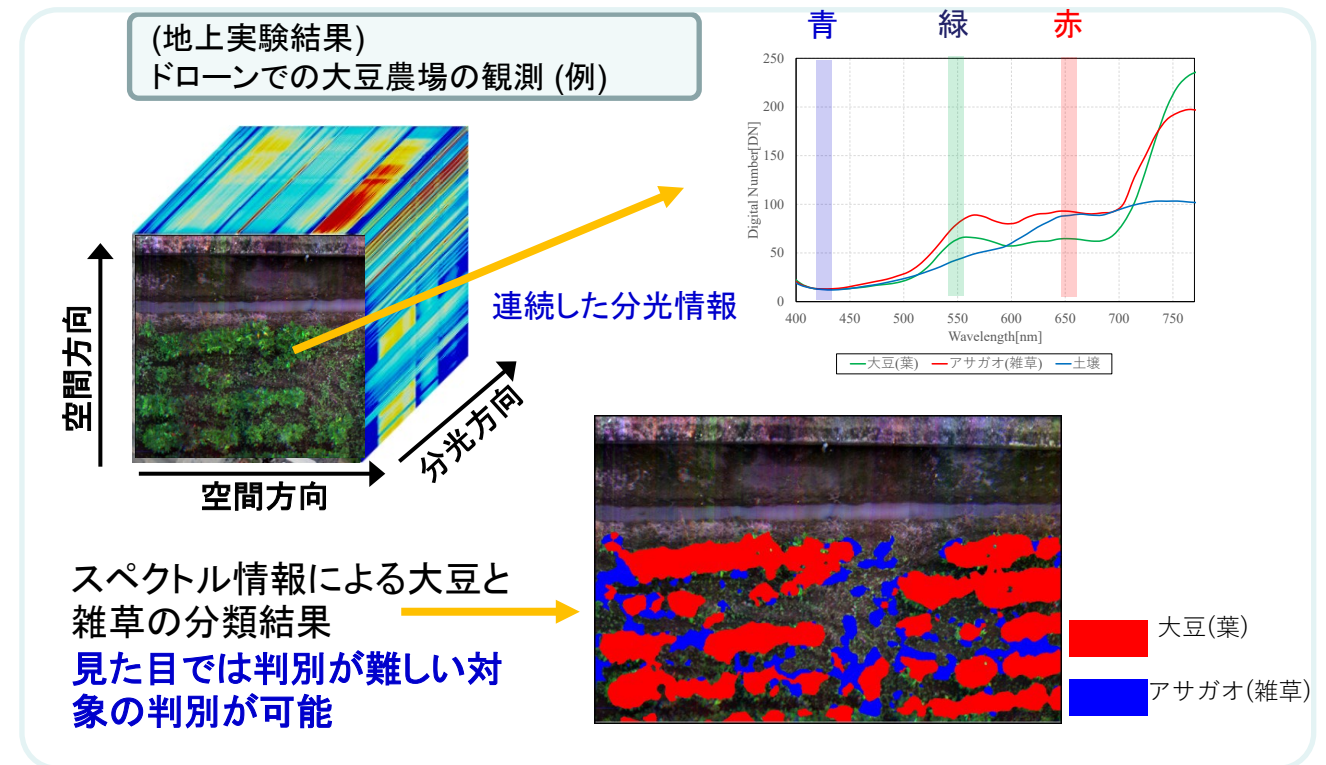 (地上実験結果)
ドローンでの大豆農場の観測 (例)
青
緑
赤
250
200
150
100
50
0
Digital Number[DN]
400 450 500 550 600 650 700 750
Wavelength[nm]
大豆(葉) アサガオ(雑草) 土壌
連続した分光情報
空間方向
空間方向
分光方向
スペクトル情報による大豆と
雑草の分類結果
見た目では判別が難しい対
象の判別が可能
大豆(葉)
アサガオ(雑草)